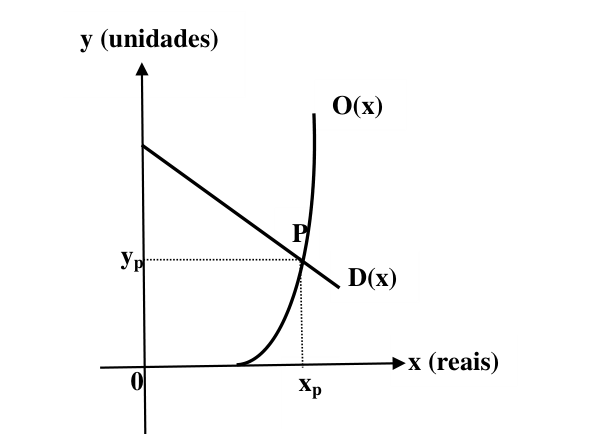 y (unidades)
O(x)
P
yₚ
D(x)
x (reais)
0
xₚ